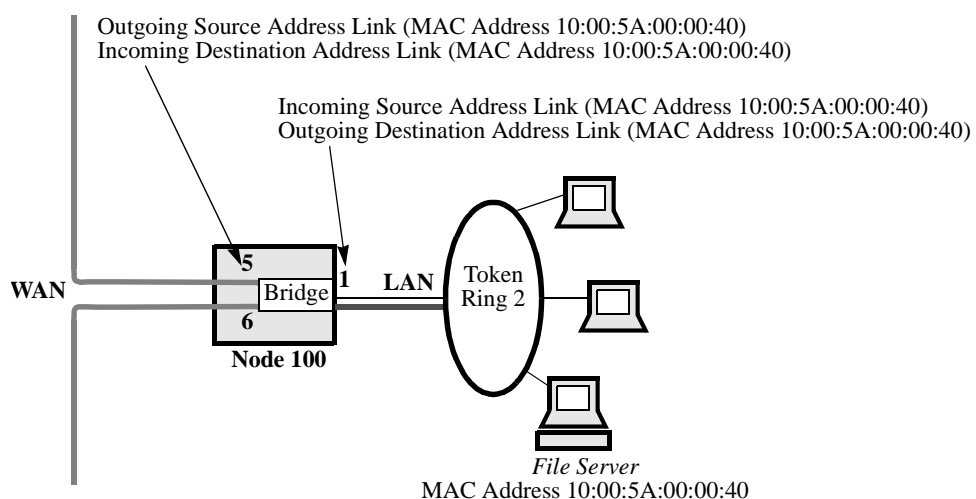 Outgoing Source Address Link (MAC Address 10:00:5A:00:00:40)
Incoming Destination Address Link (MAC Address 10:00:5A:00:00:40)
Incoming Source Address Link (MAC Address 10:00:5A:00:00:40)
Outgoing Destination Address Link (MAC Address 10:00:5A:00:00:40)
WAN
5
Bridge
6
1
Node 100
LAN
Token
Ring 2
File Server
MAC Address 10:00:5A:00:00:40